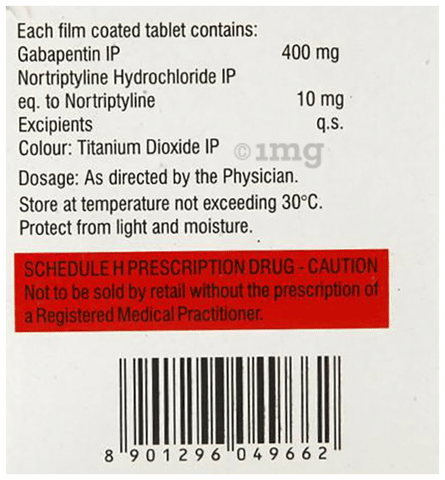 Each film coated tablet contains:
Gabapentin IP 400 mg
Nortriptyline Hydrochloride IP
eq. to Nortriptyline 10 mg
Excipients q.s.
Colour: Titanium Dioxide IP
©1mg
Dosage: As directed by the Physician.
Store at temperature not exceeding 30°C.
Protect from light and moisture.
SCHEDULE H PRESCRIPTION DRUG - CAUTION
Not to be sold by retail without the prescription of
a Registered Medical Practitioner.
8 901296 049662